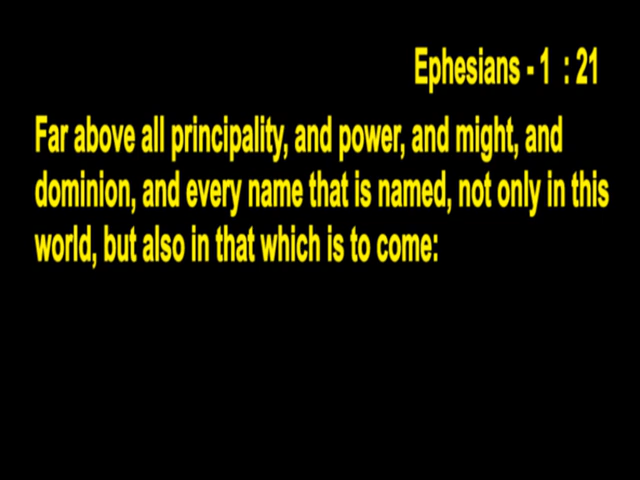 Ephesians - 1 : 21
Far above all principality, and power, and might, and
dominion, and every name that is named, not only in this
world, but also in that which is to come: